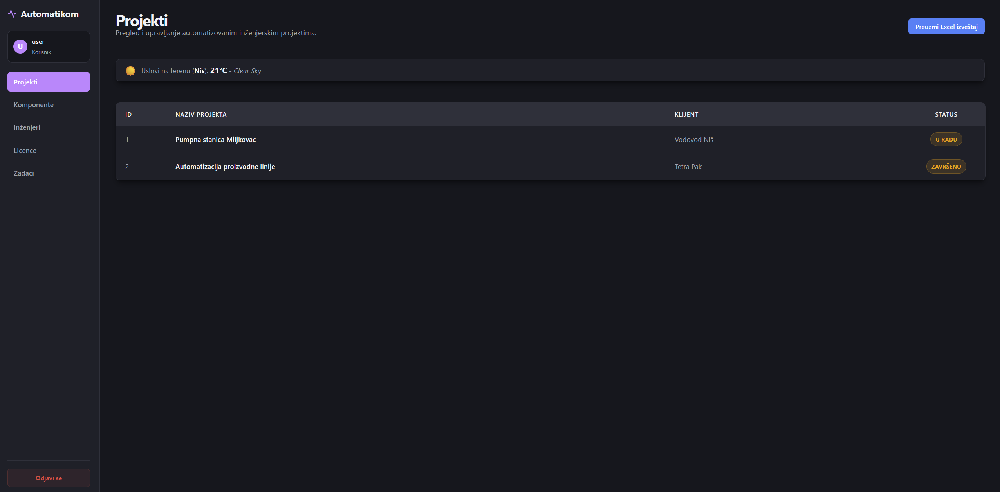 Automatikom
U
user
Korisnik
Projekti
Komponente
Inženjeri
Licence
Zadaci
Odjavi se
Projekti
Pregled i upravljanje automatizovanim inženjerskim projektima.
Preuzmi Excel izveštaj
Uslovi na terenu (Nis): 21°C - Clear Sky
ID NAZIV PROJEKTA KLIJENT STATUS
1 Pumpna stanica Miljkovac Vodovod Niš U RADU
2 Automatizacija proizvodne linije Tetra Pak ZAVRŠENO